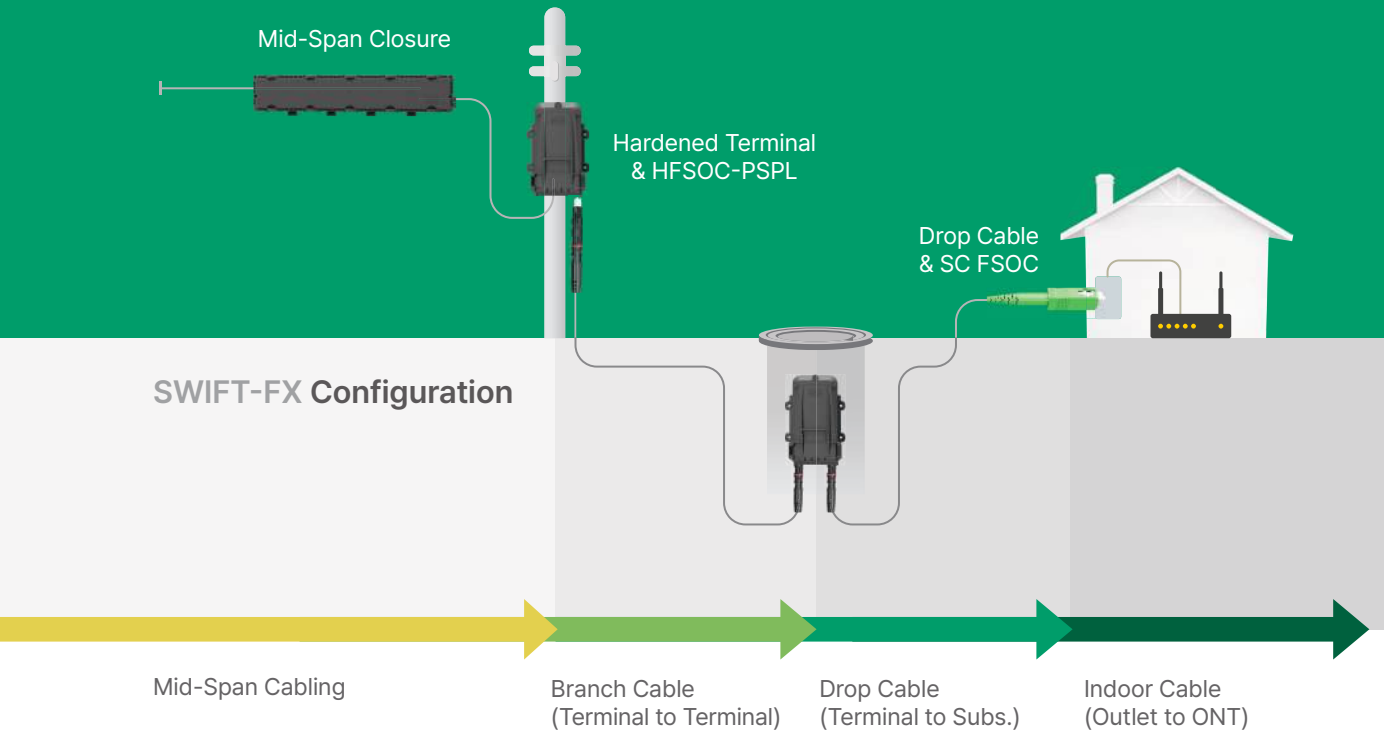 Mid-Span Closure
Hardened Terminal
& HFSOC-PSPL
Drop Cable
& SC FSOC
SWIFT-FX Configuration
Mid-Span Cabling
Branch Cable
(Terminal to Terminal)
Drop Cable
(Terminal to Subs.)
Indoor Cable
(Outlet to ONT)